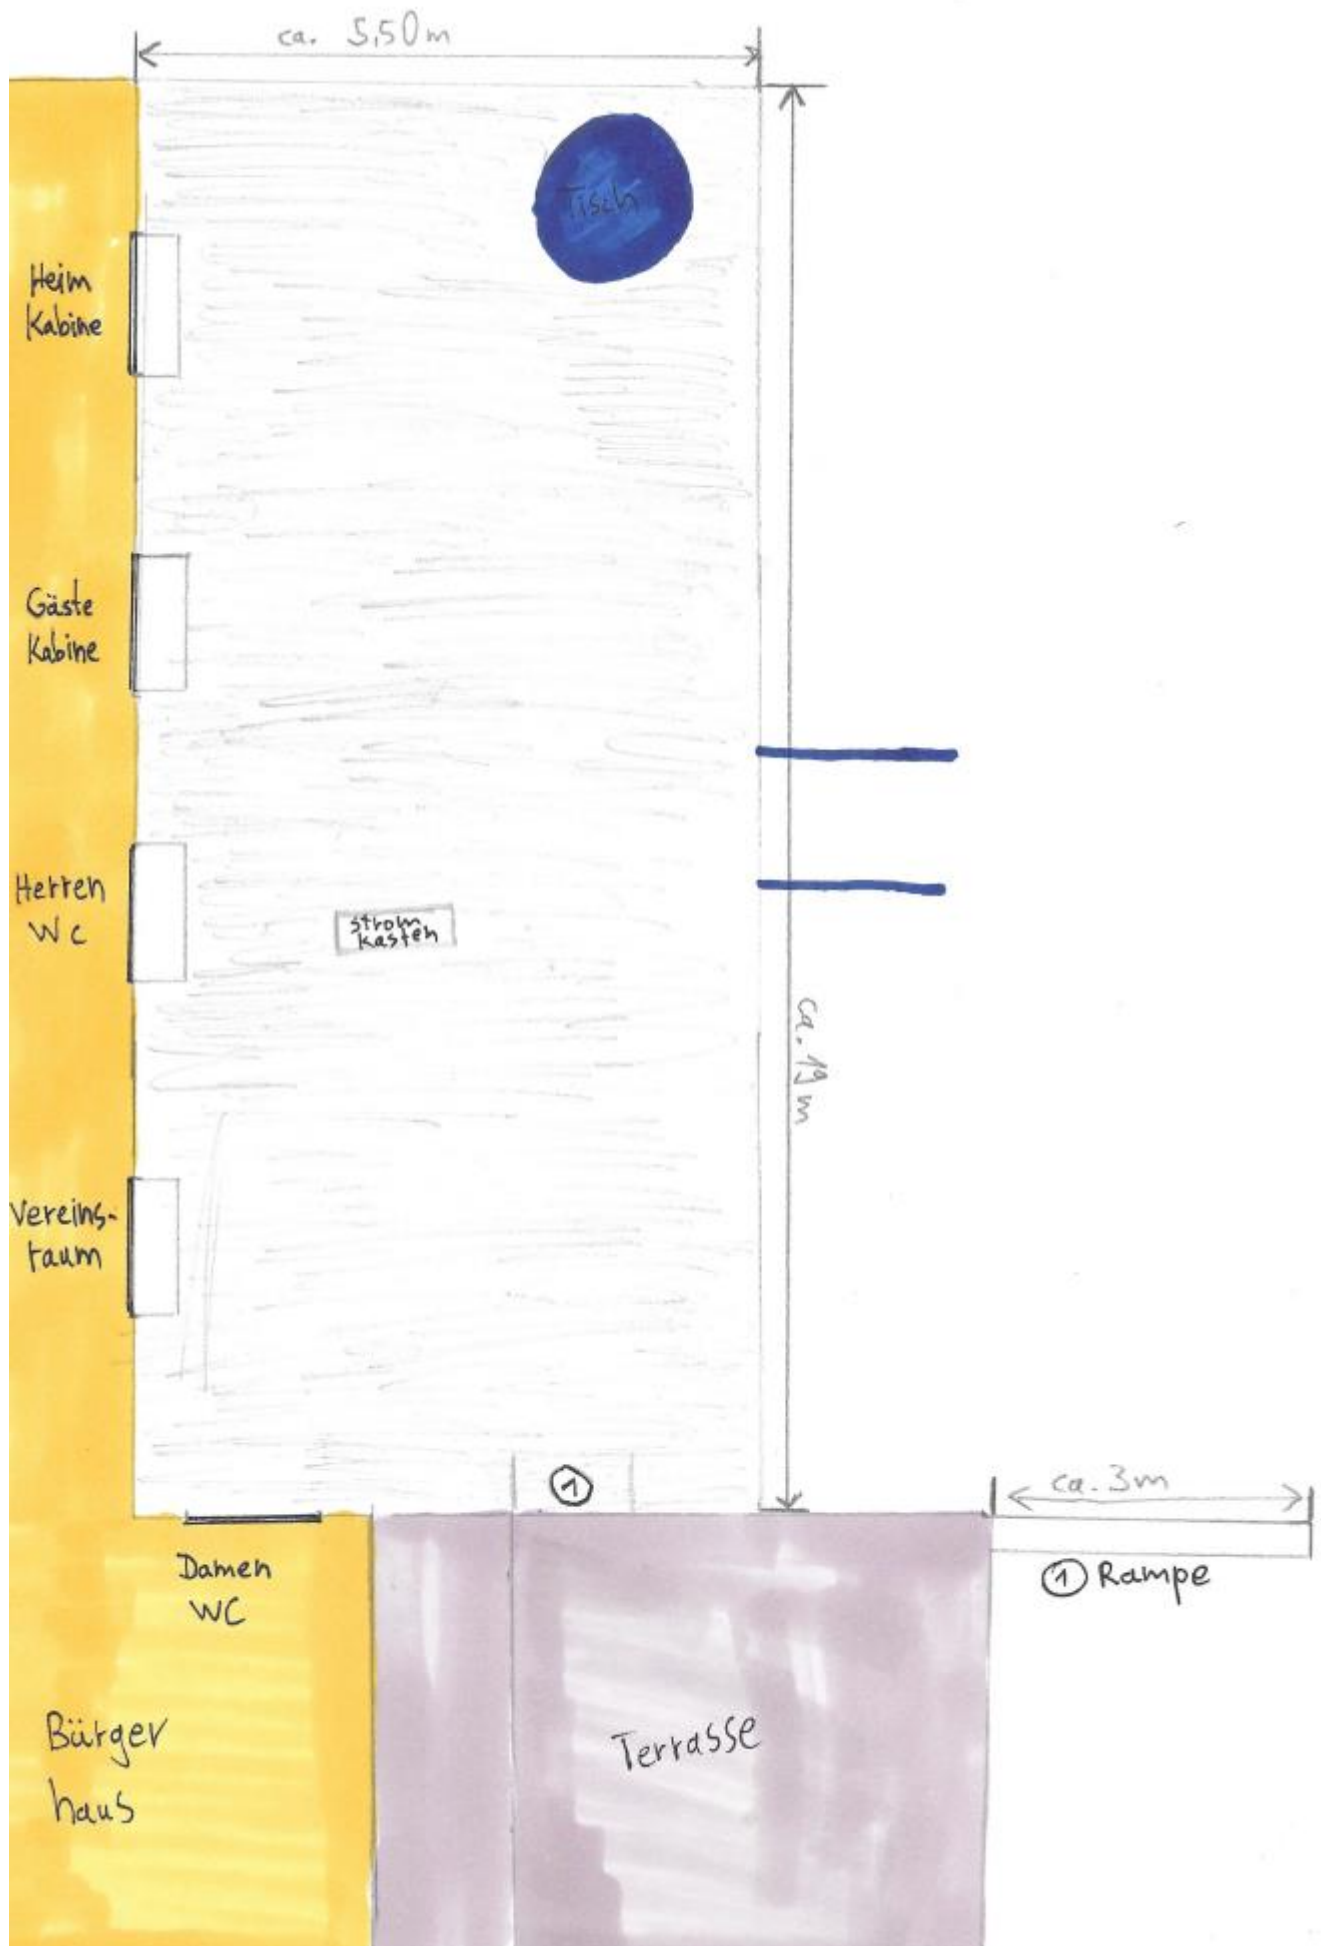 ca. 5,50m
Tisch
Heim
Kabine
Gäste
Kabine
Herren
WC
Strom
Kasten
ca. 19 m
Vereins-
raum
1
ca. 3m
1 Rampe
Damen
WC
Bürger
haus
Terrasse